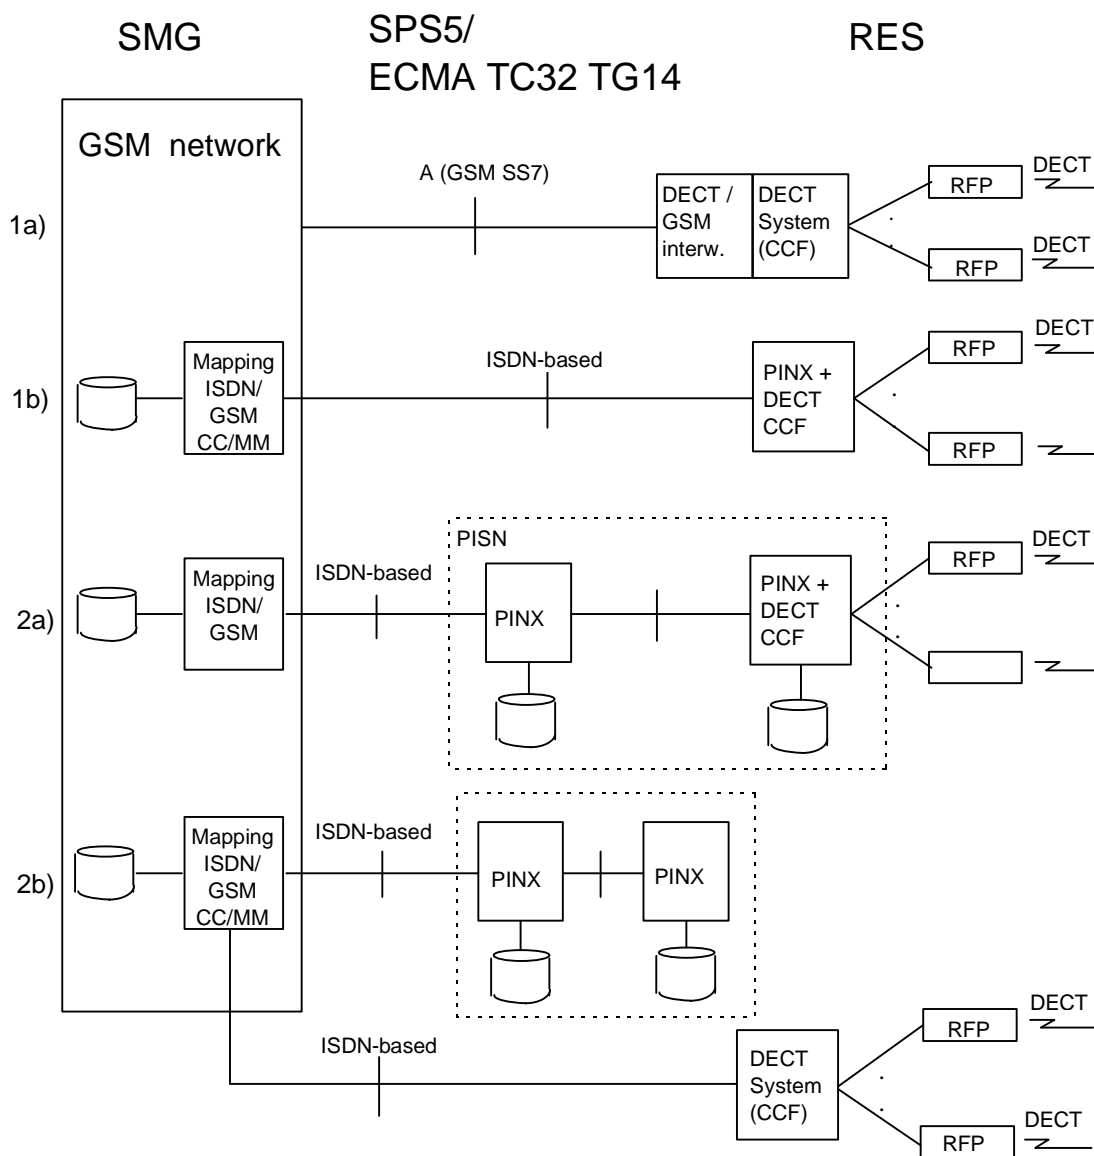 SMG
SPS5/
ECMA TC32 TG14
RES
GSM network
1a)
A (GSM SS7)
DECT /
GSM
interw.
DECT
System
(CCF)
RFP
DECT
RFP
DECT
1b)
Mapping
ISDN/
GSM
CC/MM
ISDN-based
PINX +
DECT
CCF
RFP
DECT
RFP
2a)
Mapping
ISDN/
GSM
ISDN-based
PISN
PINX
PINX +
DECT
CCF
RFP
DECT
2b)
Mapping
ISDN/
GSM
CC/MM
ISDN-based
PINX
PINX
ISDN-based
DECT
System
(CCF)
RFP
DECT
RFP
DECT